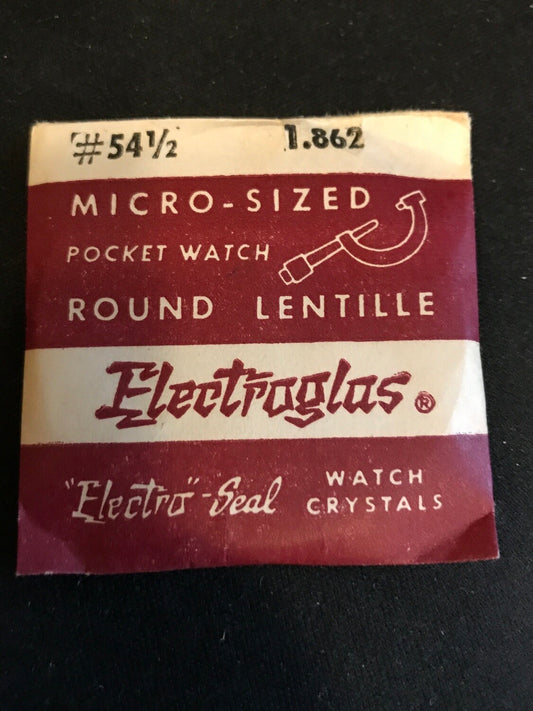 #54½ 1.862
MICRO-SIZED
POCKET WATCH
ROUND LENTILLE
Electroglas ®
"Electro"-Seal WATCH CRYSTALS